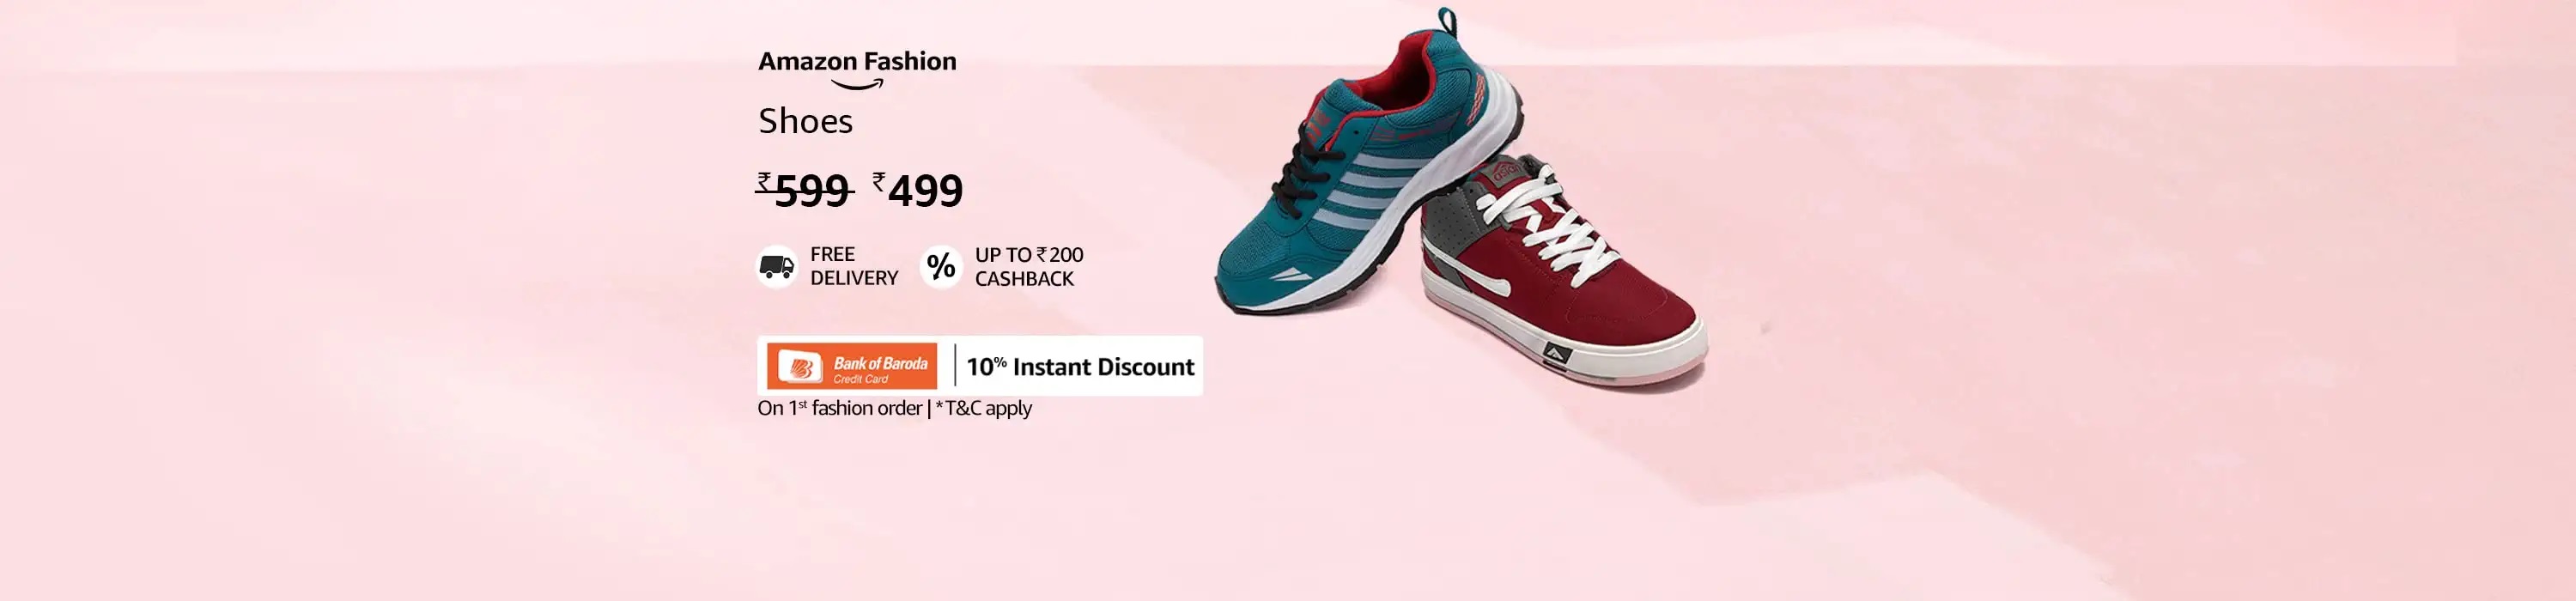 Amazon Fashion
Shoes
₹599 ₹499
FREE
DELIVERY
UP TO ₹200
CASHBACK
Bank of Baroda
Credit Card
10% Instant Discount
On 1st fashion order | *T&C apply
asian